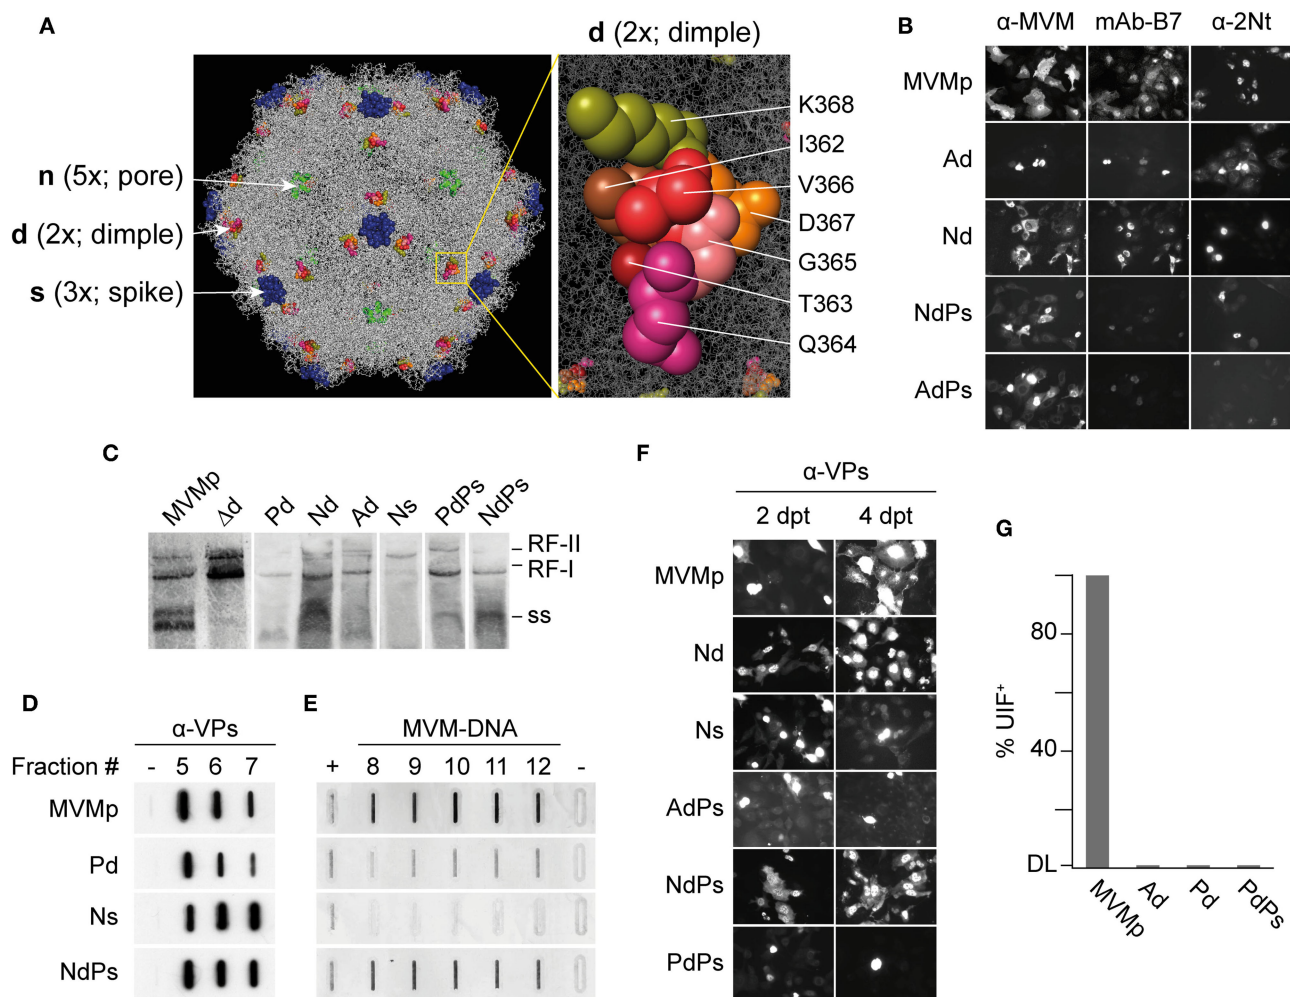 A
d (2x; dimple)
n (5x; pore)
d (2x; dimple)
s (3x; spike)
K368
I362
V366
D367
G365
T363
Q364
B
α-MVM mAb-B7 α-2Nt
MVMp
Ad
Nd
NdPs
AdPs
C
MVMp Δd Pd Nd Ad Ns PdPs NdPs
RF-II
RF-I
ss
D
α-VPs
Fraction # - 5 6 7
MVMp
Pd
Ns
NdPs
E
MVM-DNA
+ 8 9 10 11 12 -
F
α-VPs
2 dpt 4 dpt
MVMp
Nd
Ns
AdPs
NdPs
PdPs
G
% UIF+
80
40
DL
MVMp Ad Pd PdPs